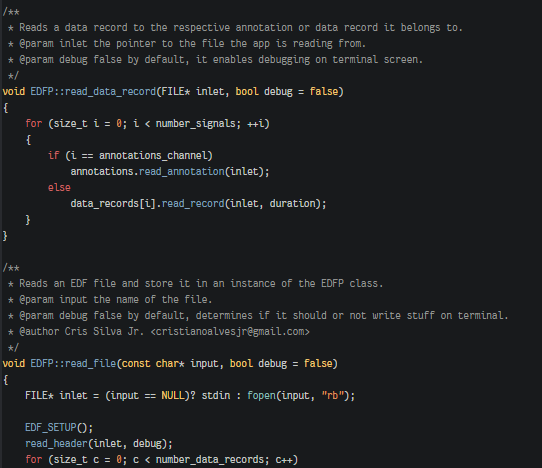 /**
 * Reads a data record to the respective annotation or data record it belongs to.
 * @param inlet the pointer to the file the app is reading from.
 * @param debug false by default, it enables debugging on terminal screen.
 */
void EDFP::read_data_record(FILE* inlet, bool debug = false)
{
    for (size_t i = 0; i < number_signals; ++i)
    {
        if (i == annotations_channel)
            annotations.read_annotation(inlet);
        else
            data_records[i].read_record(inlet, duration);
    }
}

/**
 * Reads an EDF file and store it in an instance of the EDFP class.
 * @param input the name of the file.
 * @param debug false by default, determines if it should or not write stuff on terminal.
 * @author Cris Silva Jr. <cristianoalvesjr@gmail.com>
 */
void EDFP::read_file(const char* input, bool debug = false)
{
    FILE* inlet = (input == NULL)? stdin : fopen(input, "rb");

    EDF_SETUP();
    read_header(inlet, debug);
    for (size_t c = 0; c < number_data_records; c++)